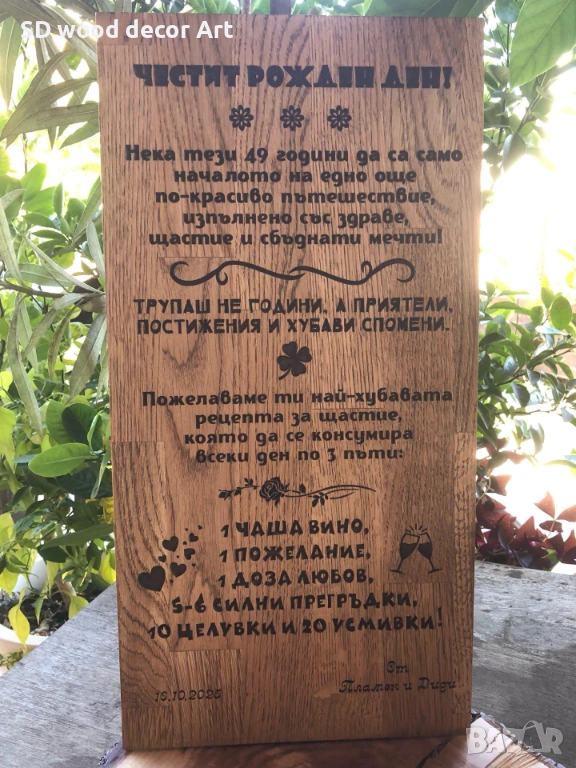 SD wood decor Art
ЧЕСТИТ РОЖДЕН ДЕН!
Нека тези 49 години да са само
началото на едно още
по-красиво пътешествие,
изпълнено със здраве,
щастие и сбъднати мечти!
ТРУПАШ НЕ ГОДИНИ, А ПРИЯТЕЛИ,
ПОСТИЖЕНИЯ И ХУБАВИ СПОМЕНИ.
Пожелаваме ти най-хубавата
рецепта за щастие,
която да се консумира
всеки ден по 3 пъти:
1 ЧАША ВИНО,
1 ПОЖЕЛАНИЕ,
1 ДОЗА ЛЮБОВ,
5-6 СИЛНИ ПРЕГРЪДКИ,
10 ЦЕЛУВКИ И 20 УСМИВКИ!
От
Пламен и Диди
16.10.2025
BAZAR